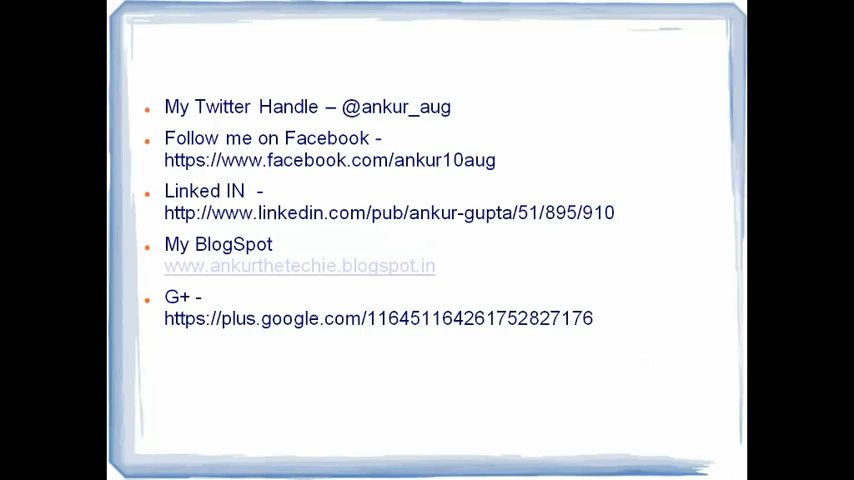 My Twitter Handle – @ankur_aug
Follow me on Facebook -
https://www.facebook.com/ankur10aug
Linked IN -
http://www.linkedin.com/pub/ankur-gupta/51/895/910
My BlogSpot
www.ankurthetechie.blogspot.in
G+ -
https://plus.google.com/116451164261752827176